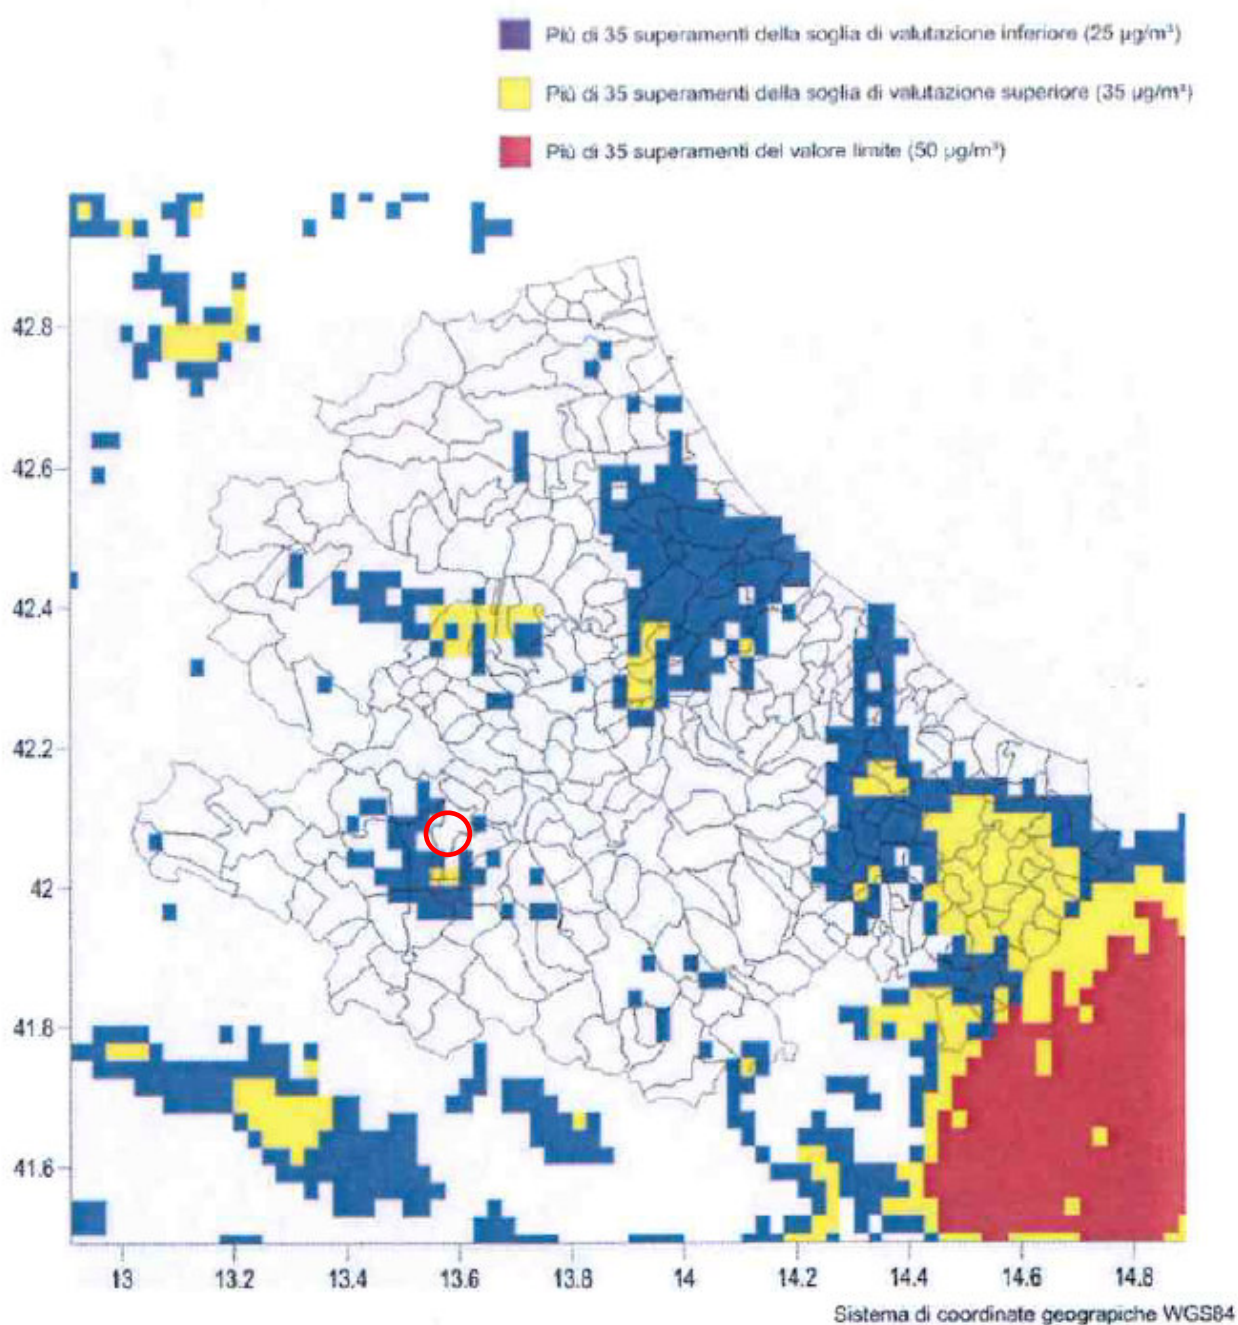 Più di 35 superamenti della soglia di valutazione inferiore (25 µg/m³)
Più di 35 superamenti della soglia di valutazione superiore (35 µg/m³)
Più di 35 superamenti del valore limite (50 µg/m³)
42.8
42.6
42.4
42.2
42
41.8
41.6
13 13.2 13.4 13.6 13.8 14 14.2 14.4 14.6 14.8
Sistema di coordinate geograpiche WGS84